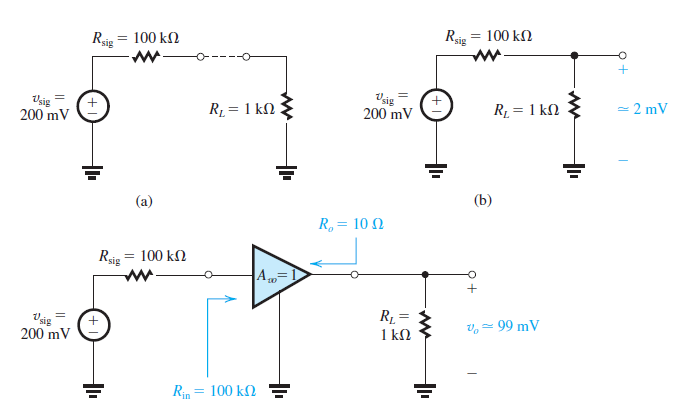 R_sig = 100 kΩ
v_sig =
200 mV
+
−
R_L = 1 kΩ
(a)
R_sig = 100 kΩ
v_sig =
200 mV
+
−
R_L = 1 kΩ
+
≃ 2 mV
−
(b)
R_sig = 100 kΩ
v_sig =
200 mV
+
−
R_in = 100 kΩ
A_vo = 1
R_o = 10 Ω
R_L =
1 kΩ
+
v_o ≃ 99 mV
−